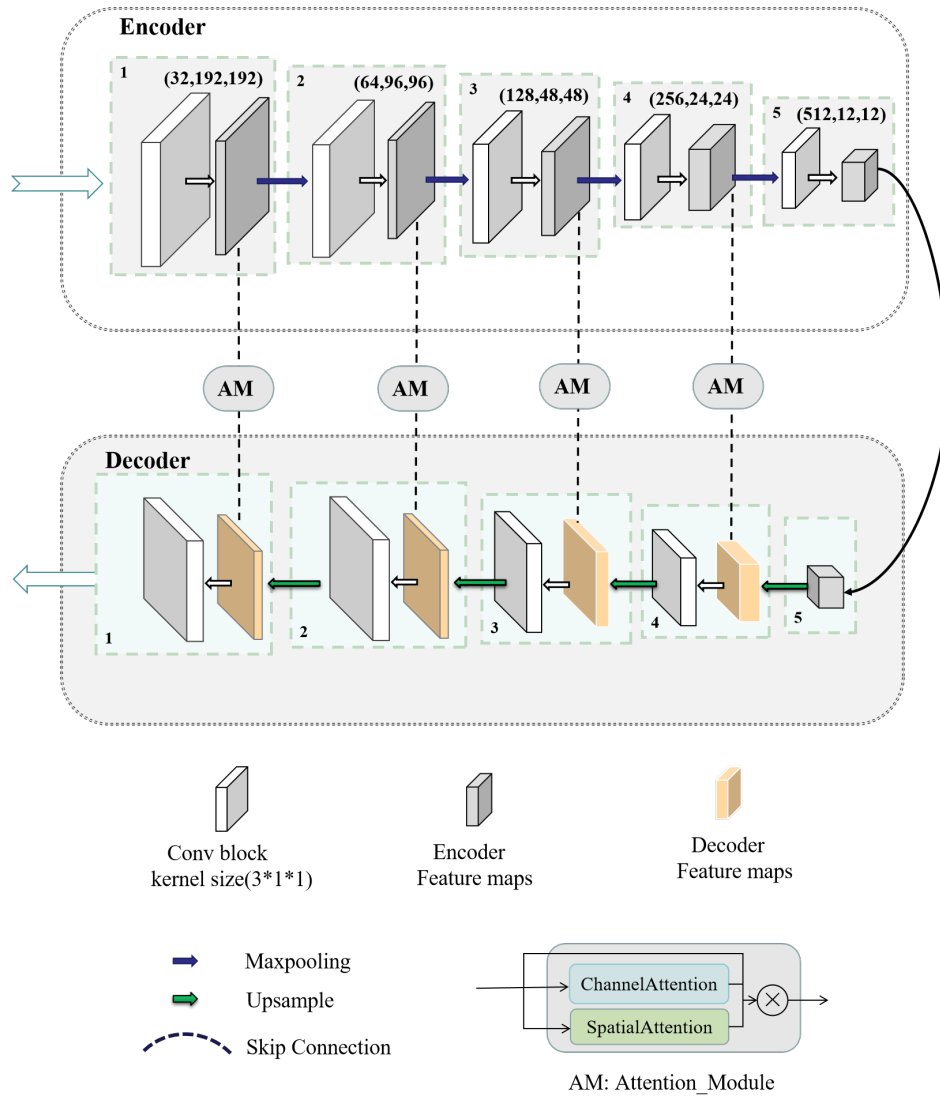 Encoder
1
(32,192,192)
2
(64,96,96)
3
(128,48,48)
4
(256,24,24)
5
(512,12,12)
AM
AM
AM
AM
Decoder
1
2
3
4
5
Conv block
kernel size(3*1*1)
Encoder
Feature maps
Decoder
Feature maps
Maxpooling
Upsample
Skip Connection
ChannelAttention
SpatialAttention
AM: Attention_Module